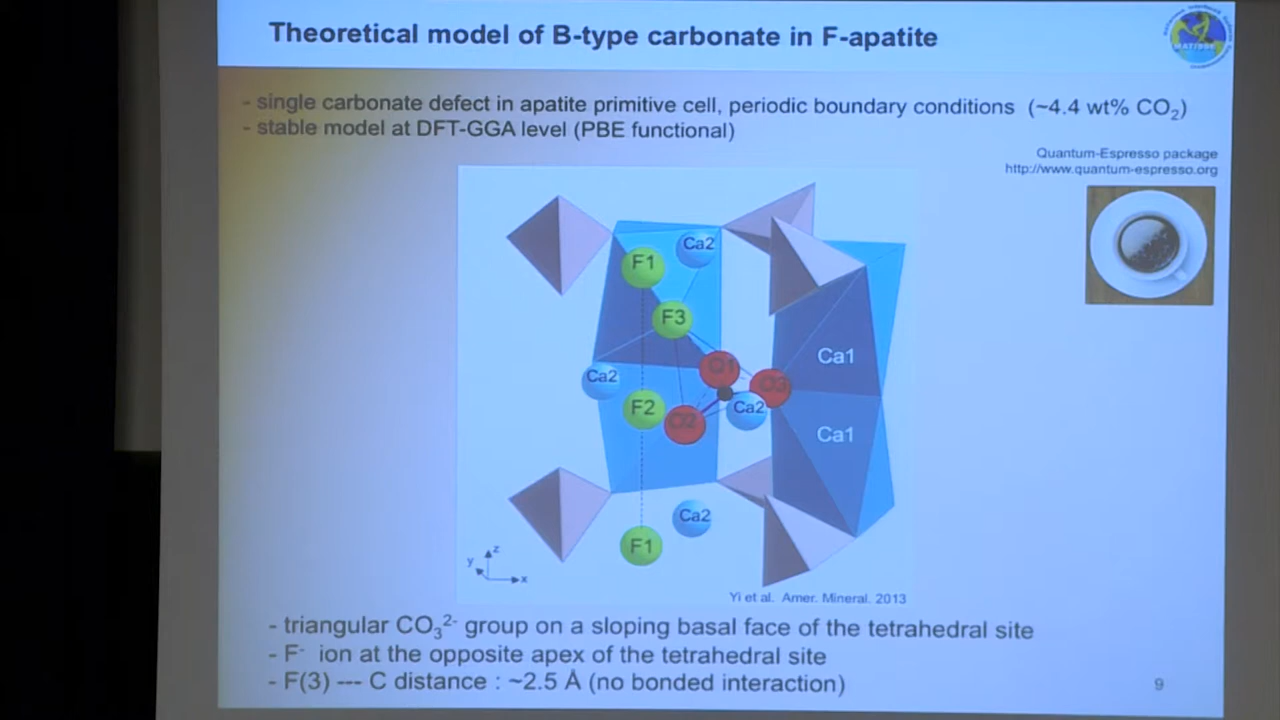 Theoretical model of B-type carbonate in F-apatite
MATISSE
- single carbonate defect in apatite primitive cell, periodic boundary conditions (~4.4 wt% CO2)
- stable model at DFT-GGA level (PBE functional)
Quantum-Espresso package
http://www.quantum-espresso.org
Ca2
F1
F3
O1
Ca1
Ca2
O3
F2
Ca2
O2
Ca1
Ca2
F1
z
y
x
Yi et al. Amer. Mineral. 2013
- triangular CO3²⁻ group on a sloping basal face of the tetrahedral site
- F⁻ ion at the opposite apex of the tetrahedral site
- F(3) --- C distance : ~2.5 Å (no bonded interaction)
9